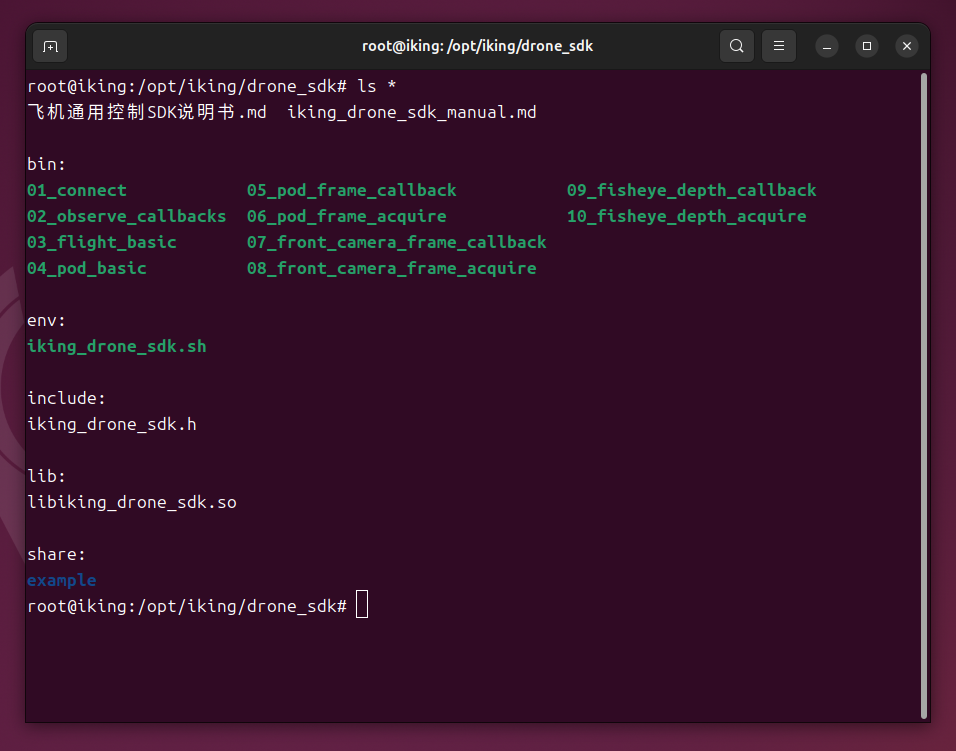 root@iking: /opt/iking/drone_sdk
root@iking:/opt/iking/drone_sdk# ls *
飞机通用控制SDK说明书.md  iking_drone_sdk_manual.md
bin:
01_connect            05_pod_frame_callback           09_fisheye_depth_callback
02_observe_callbacks  06_pod_frame_acquire            10_fisheye_depth_acquire
03_flight_basic       07_front_camera_frame_callback
04_pod_basic          08_front_camera_frame_acquire
env:
iking_drone_sdk.sh
include:
iking_drone_sdk.h
lib:
libiking_drone_sdk.so
share:
example
root@iking:/opt/iking/drone_sdk#